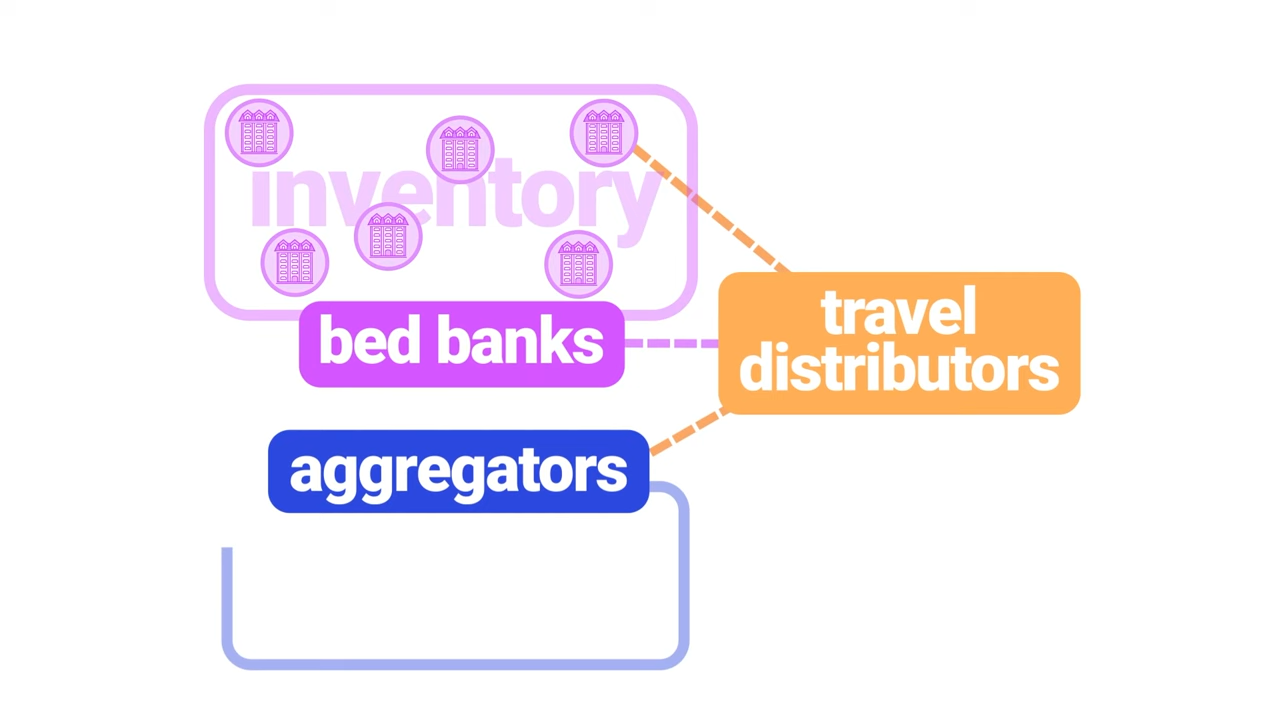 inventory
bed banks
travel
distributors
aggregators